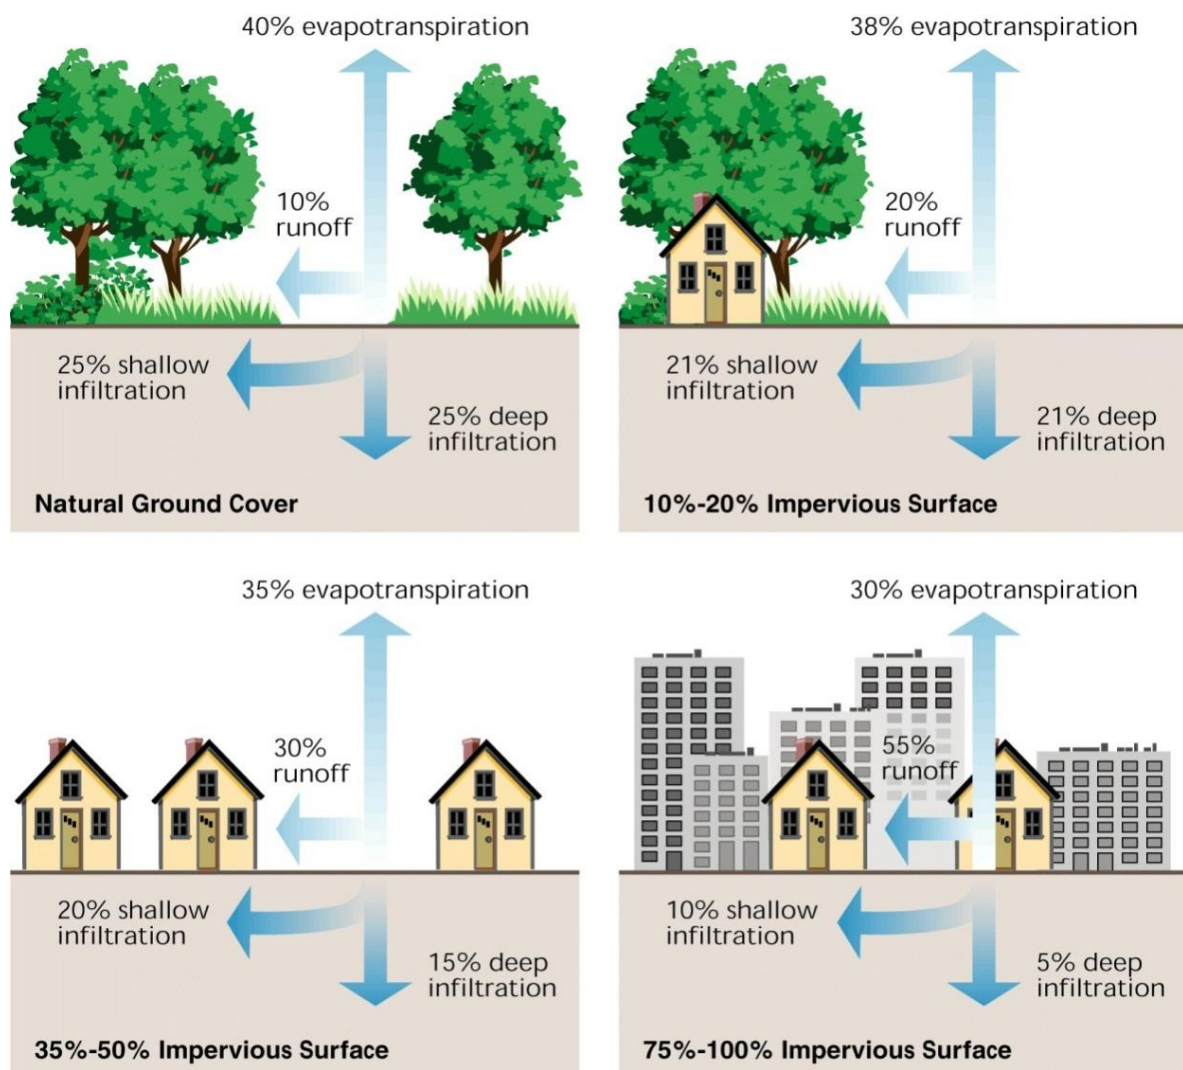 40% evapotranspiration
10%
runoff
25% shallow
infiltration
25% deep
infiltration
Natural Ground Cover
38% evapotranspiration
20%
runoff
21% shallow
infiltration
21% deep
infiltration
10%-20% Impervious Surface
35% evapotranspiration
30%
runoff
20% shallow
infiltration
15% deep
infiltration
35%-50% Impervious Surface
30% evapotranspiration
55%
runoff
10% shallow
infiltration
5% deep
infiltration
75%-100% Impervious Surface